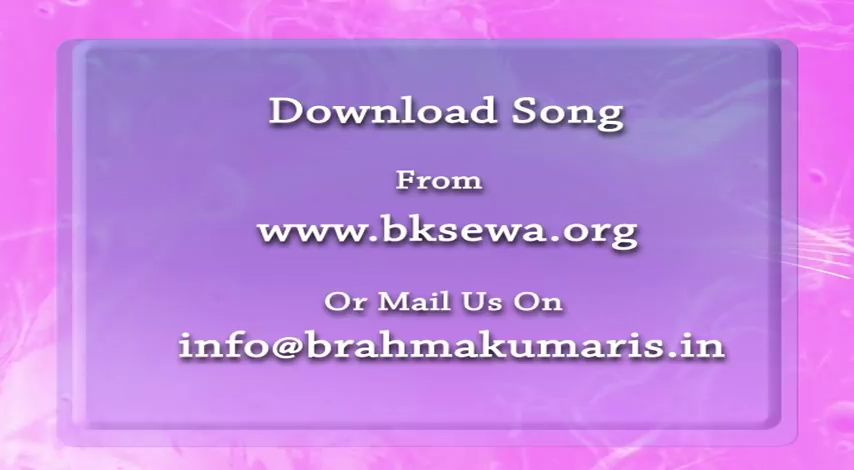 Download Song
From
www.bksewa.org
Or Mail Us On
info@brahmakumaris.in